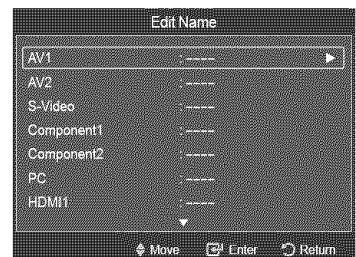 Edit Name
AV1 : ---- ►
AV2 : ----
S-Video : ----
Component1 : ----
Component2 : ----
PC : ----
HDMI1 : ----
▼
Move Enter Return